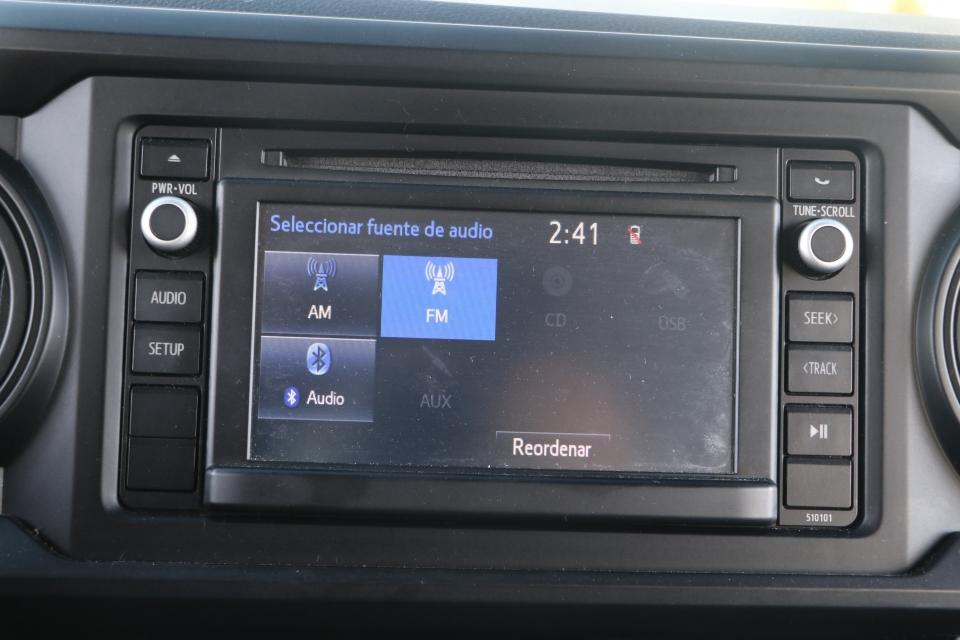 PWR•VOL
AUDIO
SETUP
Seleccionar fuente de audio
2:41
AM
FM
CD
USB
Audio
AUX
Reordenar
TUNE•SCROLL
SEEK>
<TRACK
510101